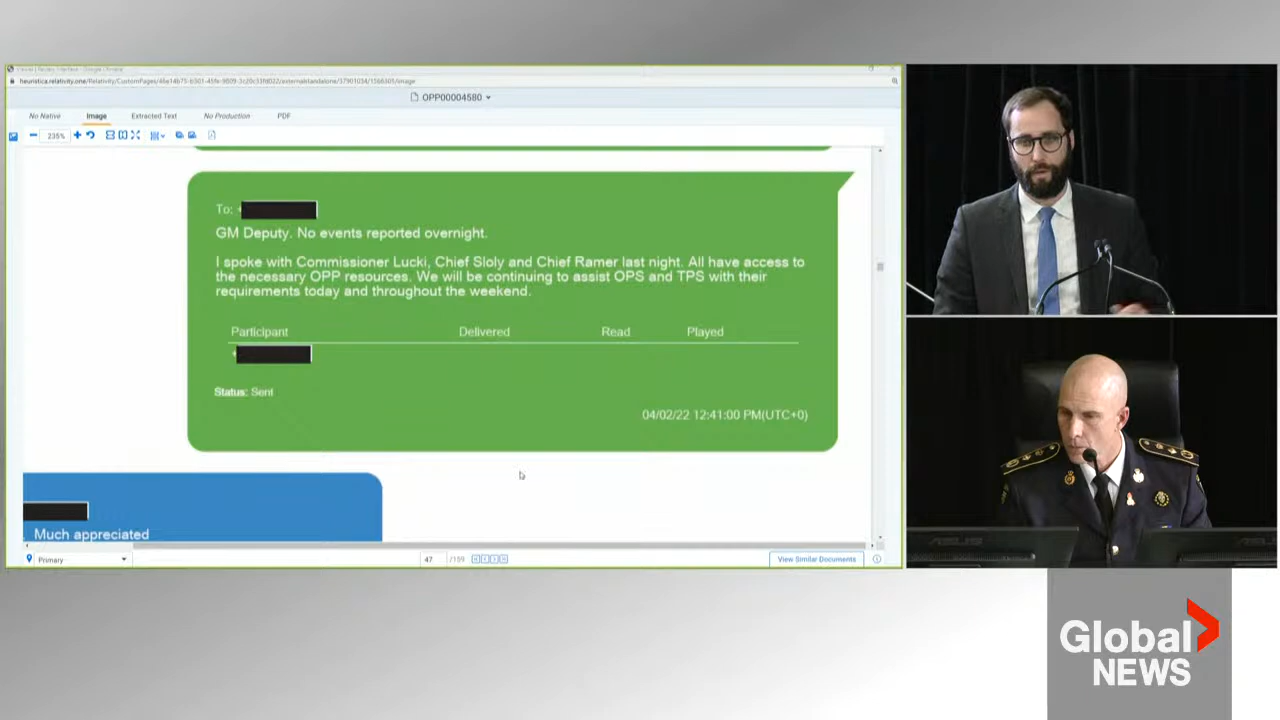 OPP00004580
No Native
Image
Extracted Text
No Production
PDF
235%
To:
GM Deputy. No events reported overnight.
I spoke with Commissioner Lucki, Chief Sloly and Chief Ramer last night. All have access to
the necessary OPP resources. We will be continuing to assist OPS and TPS with their
requirements today and throughout the weekend.
Participant Delivered Read Played
Status: Sent
04/02/22 12:41:00 PM(UTC+0)
Much appreciated
Primary
47 /159
View Similar Documents
ASUS
Global
NEWS